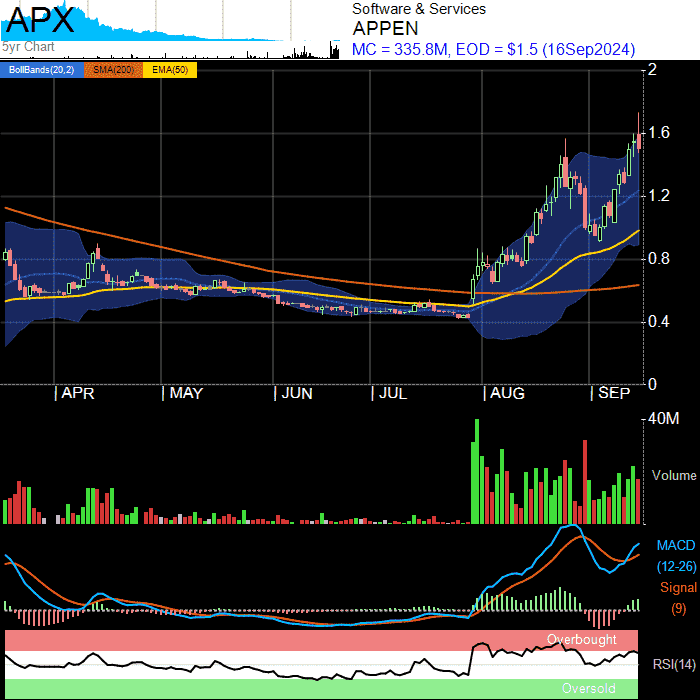 APX
5yr Chart
Software & Services
APPEN
MC = 335.8M, EOD = $1.5 (16Sep2024)
BollBands(20,2) SMA(200) EMA(50)
2
1.6
1.2
0.8
0.4
0
APR MAY JUN JUL AUG SEP
40M
Volume
MACD
(12-26)
Signal
(9)
Overbought
RSI(14)
Oversold